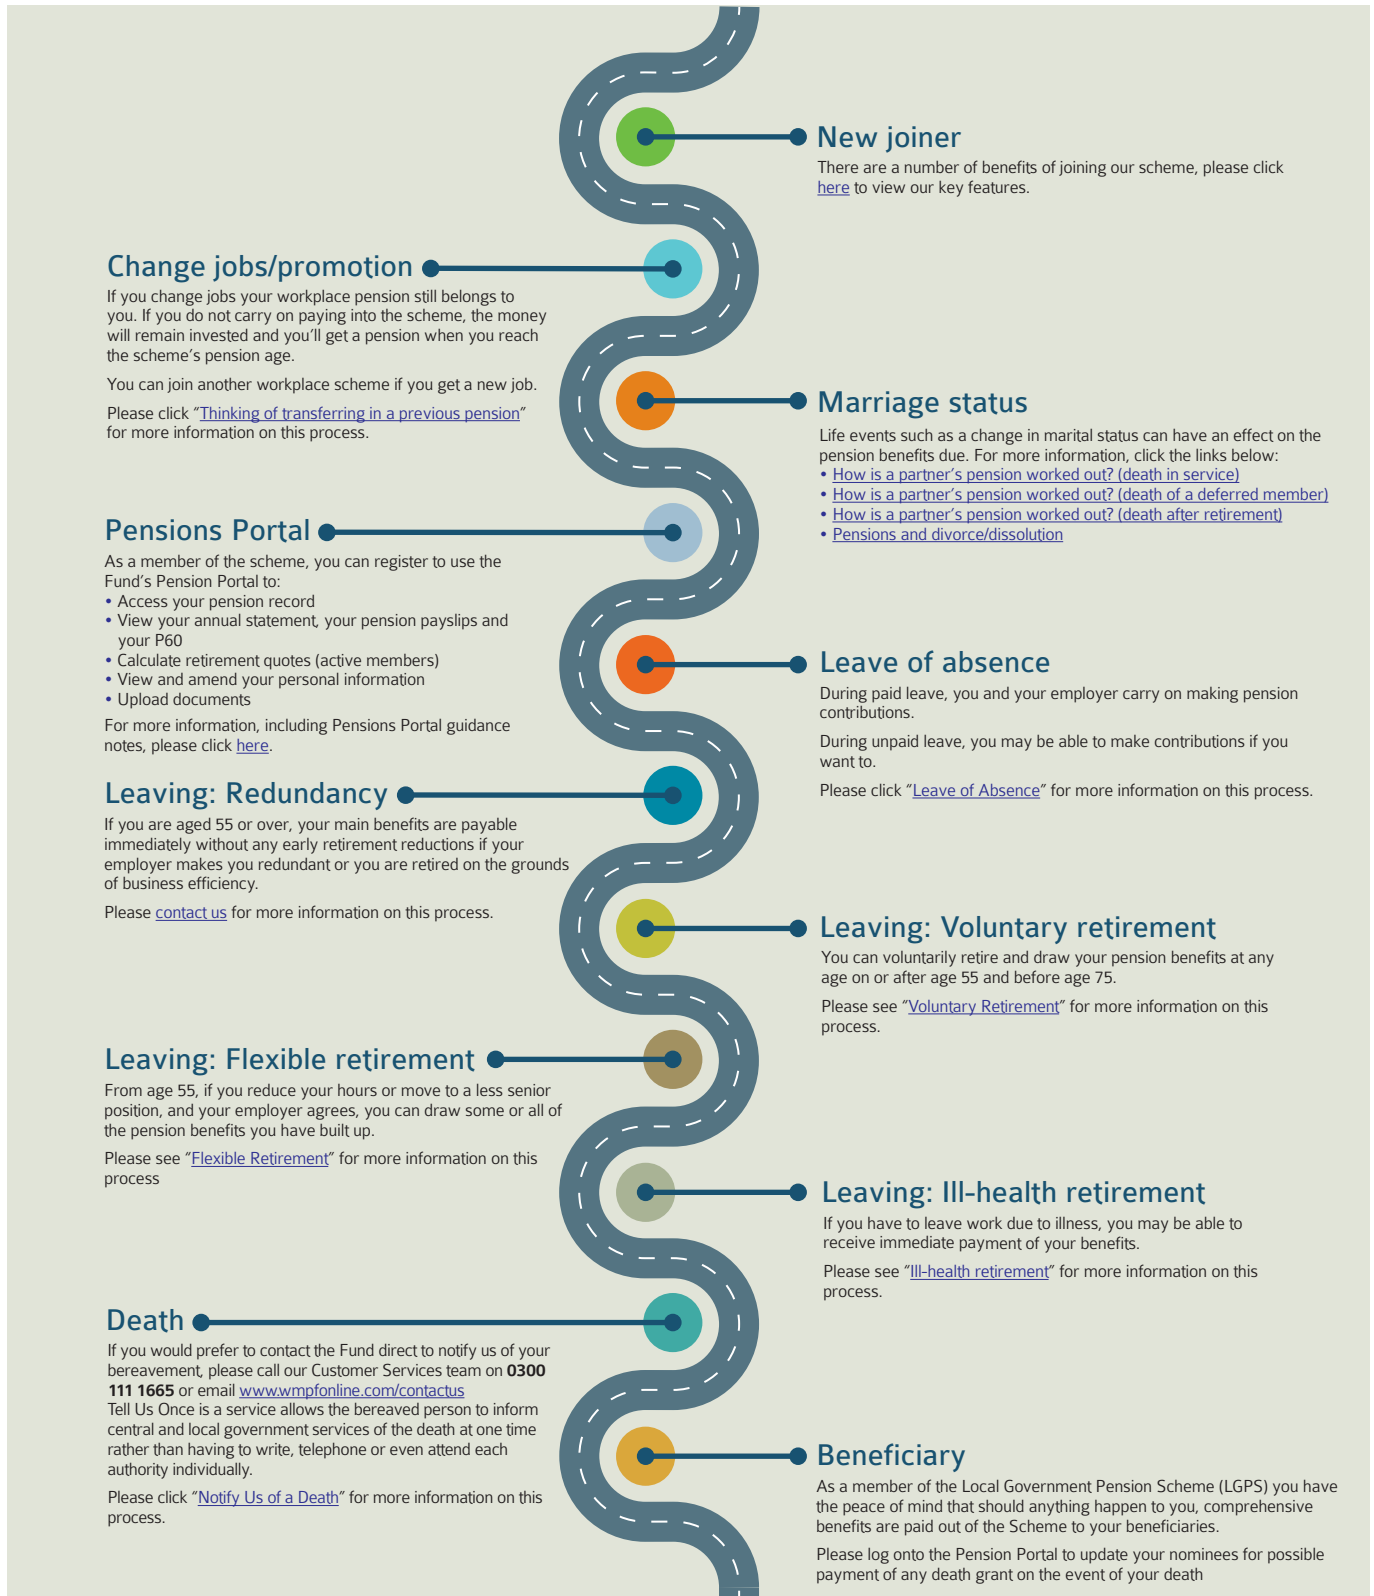 New joiner
There are a number of benefits of joining our scheme, please click
here to view our key features.
Change jobs/promotion
If you change jobs your workplace pension still belongs to
you. If you do not carry on paying into the scheme, the money
will remain invested and you'll get a pension when you reach
the scheme's pension age.
You can join another workplace scheme if you get a new job.
Please click "Thinking of transferring in a previous pension"
for more information on this process.
Marriage status
Life events such as a change in marital status can have an effect on the
pension benefits due. For more information, click the links below:
• How is a partner's pension worked out? (death in service)
• How is a partner's pension worked out? (death of a deferred member)
• How is a partner's pension worked out? (death after retirement)
• Pensions and divorce/dissolution
Pensions Portal
As a member of the scheme, you can register to use the
Fund's Pension Portal to:
• Access your pension record
• View your annual statement, your pension payslips and
your P60
• Calculate retirement quotes (active members)
• View and amend your personal information
• Upload documents
For more information, including Pensions Portal guidance
notes, please click here.
Leave of absence
During paid leave, you and your employer carry on making pension
contributions.
During unpaid leave, you may be able to make contributions if you
want to.
Please click "Leave of Absence" for more information on this process.
Leaving: Redundancy
If you are aged 55 or over, your main benefits are payable
immediately without any early retirement reductions if your
employer makes you redundant or you are retired on the grounds
of business efficiency.
Please contact us for more information on this process.
Leaving: Voluntary retirement
You can voluntarily retire and draw your pension benefits at any
age on or after age 55 and before age 75.
Please see "Voluntary Retirement" for more information on this
process.
Leaving: Flexible retirement
From age 55, if you reduce your hours or move to a less senior
position, and your employer agrees, you can draw some or all of
the pension benefits you have built up.
Please see "Flexible Retirement" for more information on this
process
Leaving: Ill-health retirement
If you have to leave work due to illness, you may be able to
receive immediate payment of your benefits.
Please see "Ill-health retirement" for more information on this
process.
Death
If you would prefer to contact the Fund direct to notify us of your
bereavement, please call our Customer Services team on 0300
111 1665 or email www.wmpfonline.com/contactus
Tell Us Once is a service allows the bereaved person to inform
central and local government services of the death at one time
rather than having to write, telephone or even attend each
authority individually.
Please click "Notify Us of a Death" for more information on this
process.
Beneficiary
As a member of the Local Government Pension Scheme (LGPS) you have
the peace of mind that should anything happen to you, comprehensive
benefits are paid out of the Scheme to your beneficiaries.
Please log onto the Pension Portal to update your nominees for possible
payment of any death grant on the event of your death